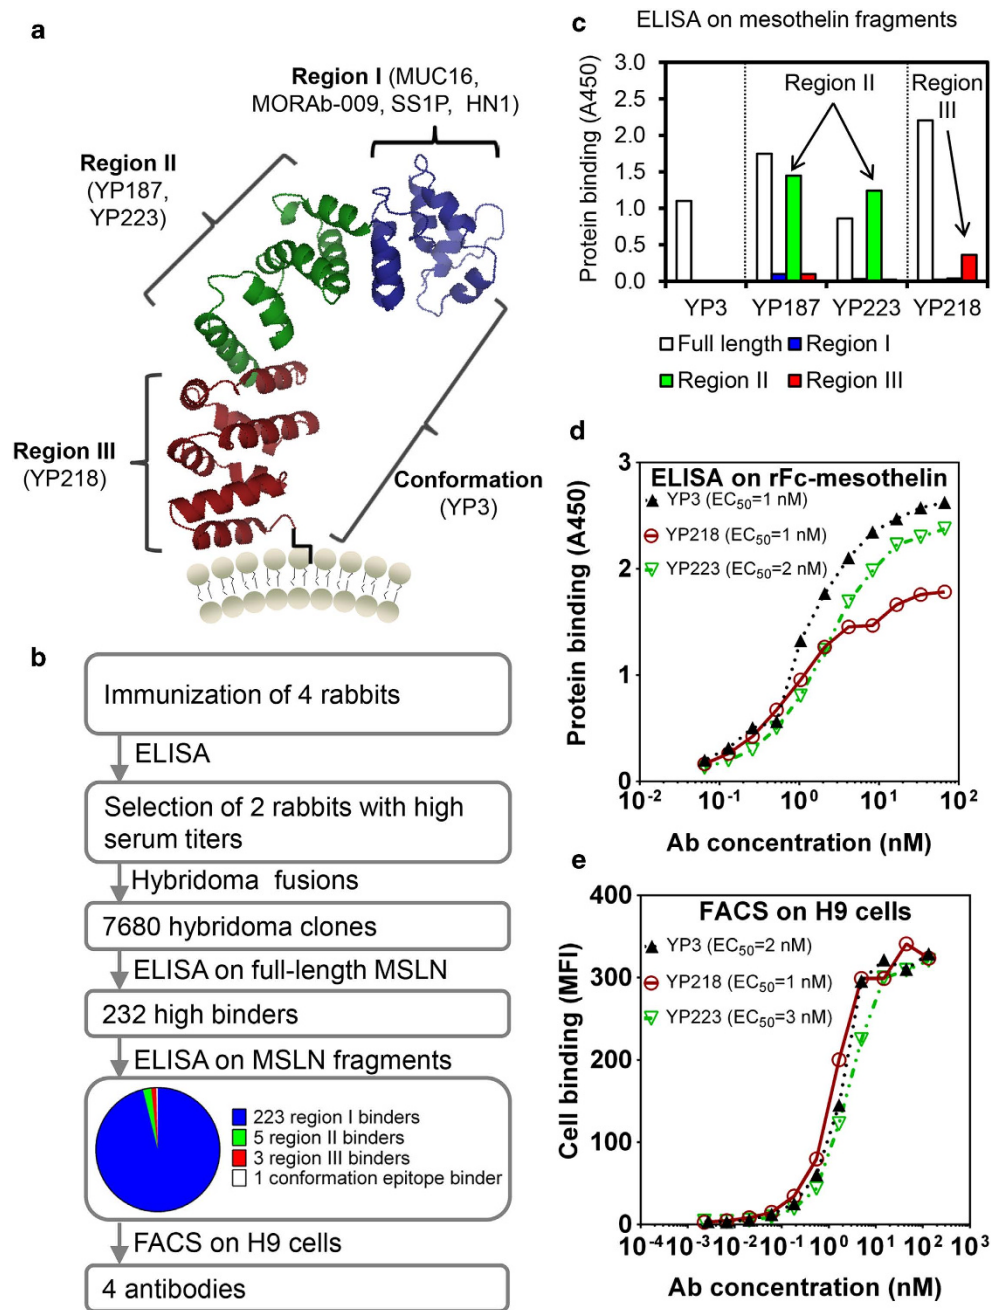 a
Region I (MUC16,
MORAb-009, SS1P, HN1)
Region II
(YP187,
YP223)
Region III
(YP218)
Conformation
(YP3)
b
Immunization of 4 rabbits
ELISA
Selection of 2 rabbits with high
serum titers
Hybridoma fusions
7680 hybridoma clones
ELISA on full-length MSLN
232 high binders
ELISA on MSLN fragments
223 region I binders
5 region II binders
3 region III binders
1 conformation epitope binder
FACS on H9 cells
4 antibodies
c
ELISA on mesothelin fragments
Protein binding (A450)
3.0
2.5
2.0
1.5
1.0
0.5
0.0
Region II
Region
III
YP3 YP187 YP223 YP218
Full length Region I
Region II Region III
d
ELISA on rFc-mesothelin
YP3 (EC₅₀=1 nM)
YP218 (EC₅₀=1 nM)
YP223 (EC₅₀=2 nM)
Protein binding (A450)
3
2
1
0
10⁻² 10⁻¹ 10⁰ 10¹ 10²
Ab concentration (nM)
e
FACS on H9 cells
YP3 (EC₅₀=2 nM)
YP218 (EC₅₀=1 nM)
YP223 (EC₅₀=3 nM)
Cell binding (MFI)
400
300
200
100
0
10⁻⁴ 10⁻³ 10⁻² 10⁻¹ 10⁰ 10¹ 10² 10³
Ab concentration (nM)